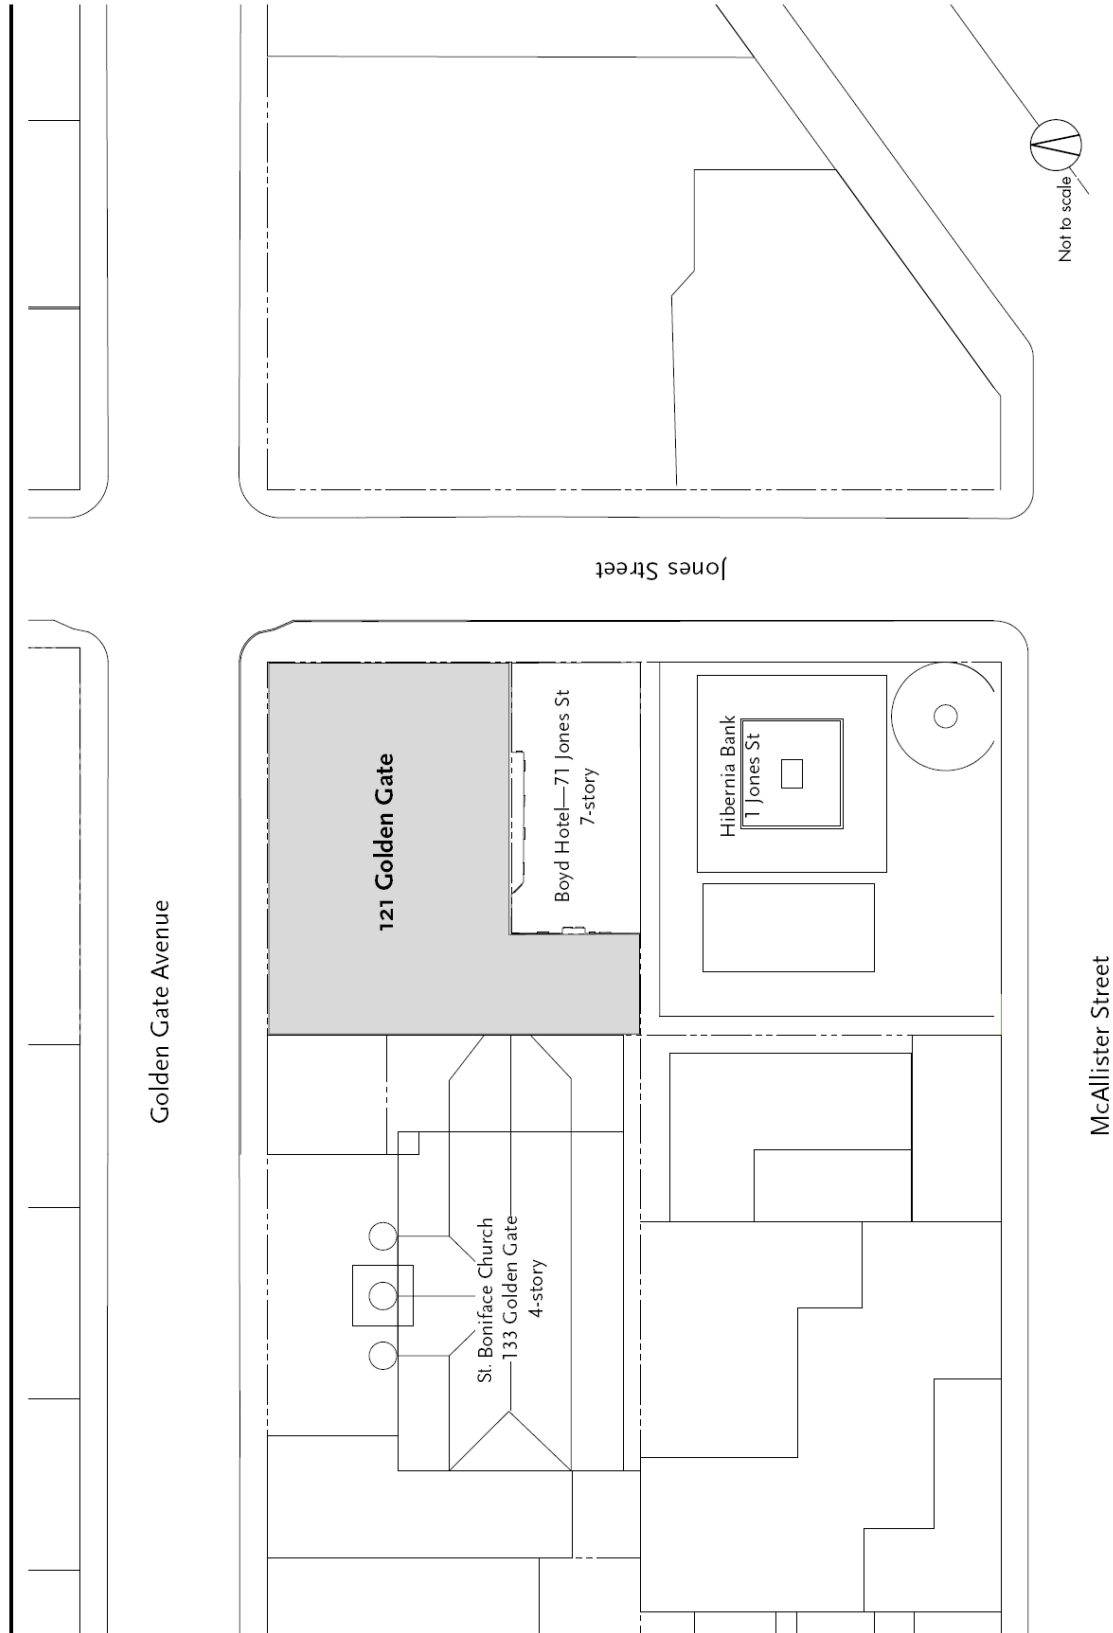 Golden Gate Avenue
121 Golden Gate
St. Boniface Church
133 Golden Gate
4-story
Boyd Hotel—71 Jones St
7-story
Jones Street
Hibernia Bank
1 Jones St
McAllister Street
Not to scale